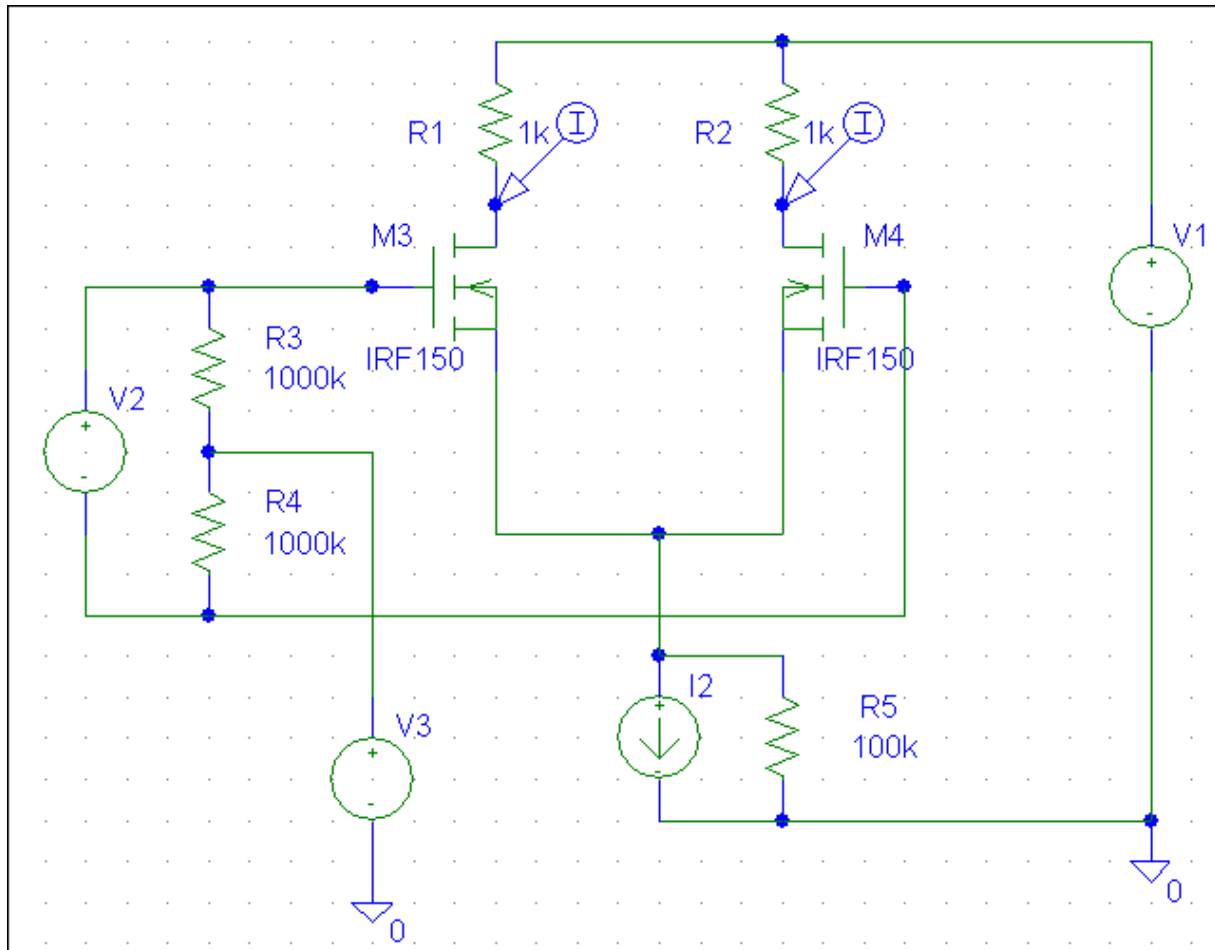 R1
1k
I
R2
1k
I
M3
M4
V1
+
-
R3
1000k
IRF150
IRF150
V2
+
-
R4
1000k
I2
+
-
R5
100k
V3
+
-
0
0